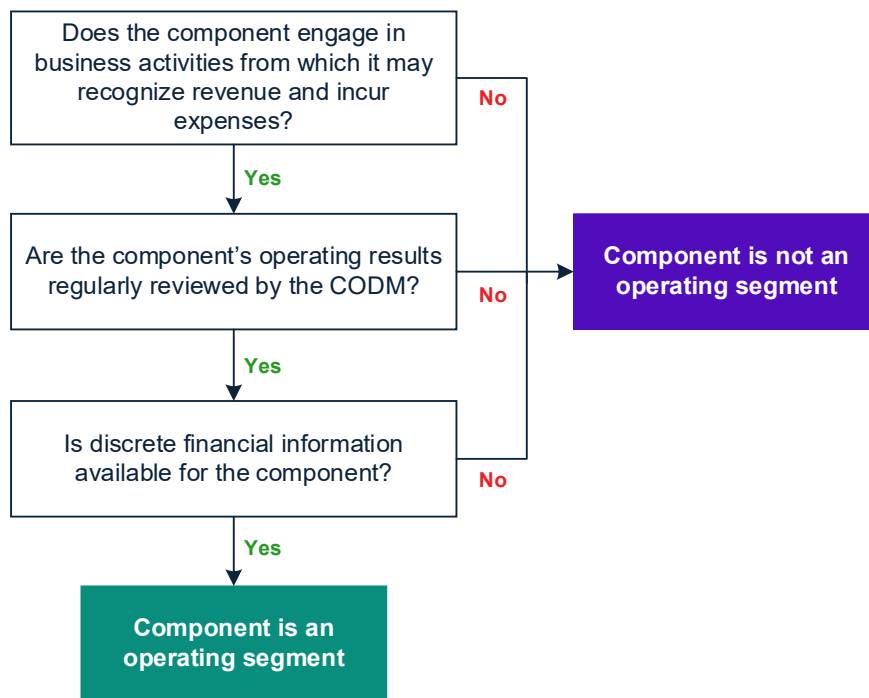 Does the component engage in
business activities from which it may
recognize revenue and incur
expenses?
No
Yes
Are the component’s operating results
regularly reviewed by the CODM?
No
Component is not an
operating segment
Yes
Is discrete financial information
available for the component?
No
Yes
Component is an
operating segment